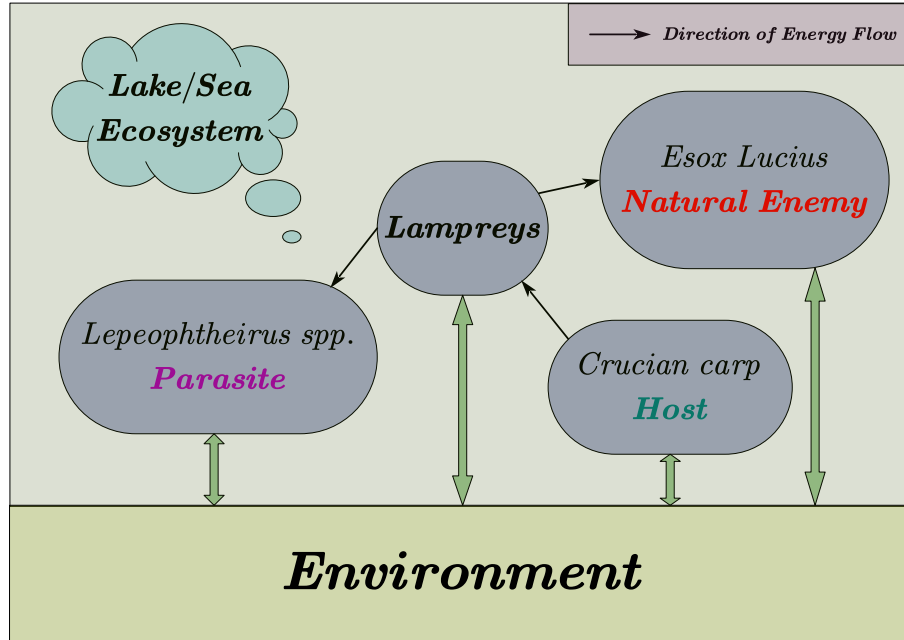 Direction of Energy Flow
Lake/Sea
Ecosystem
Esox Lucius
Natural Enemy
Lampreys
Lepeophtheirus spp.
Parasite
Crucian carp
Host
Environment